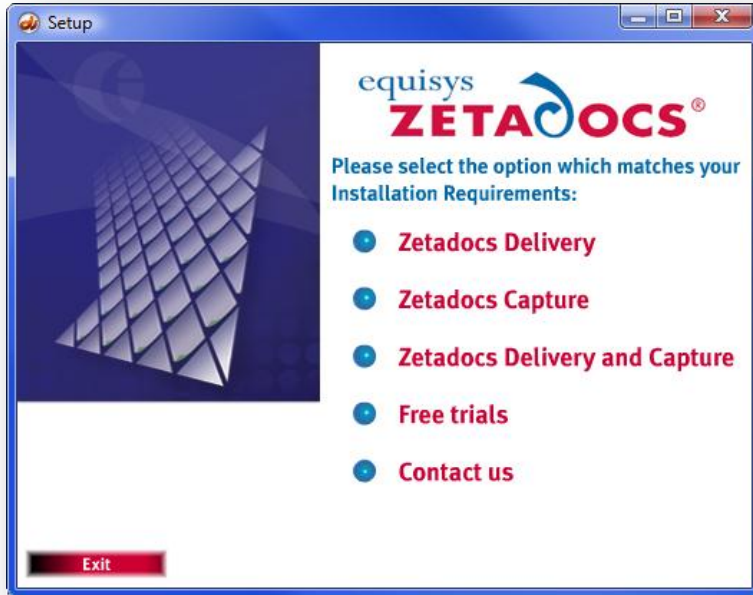 Setup
equisys
ZETADOCS®
Please select the option which matches your
Installation Requirements:
Zetadocs Delivery
Zetadocs Capture
Zetadocs Delivery and Capture
Free trials
Contact us
Exit